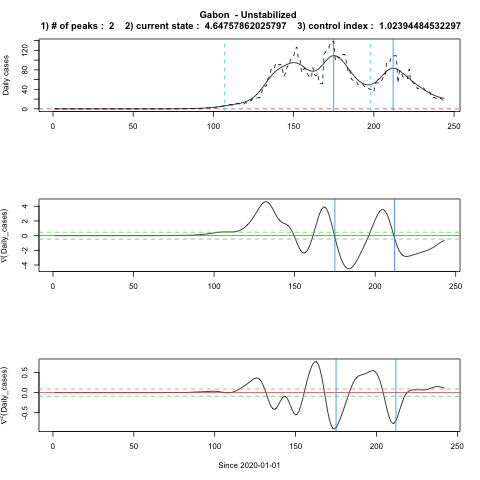 Gabon - Unstabilized
1) # of peaks : 2 2) current state : 4.64757862025797 3) control index : 1.02394484532297
Daily cases
0 40 80 120
0 50 100 150 200 250
∇(Daily_cases)
-4 -2 0 2 4
0 50 100 150 200 250
∇²(Daily_cases)
-0.5 0.0 0.5
0 50 100 150 200 250
Since 2020-01-01